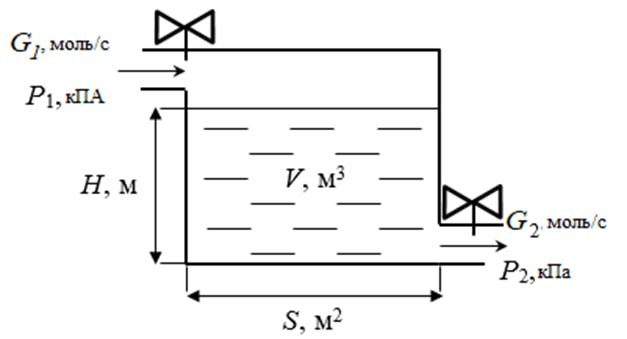 G1, моль/с
P1, кПА
H, м
V, м³
G2, моль/с
P2, кПа
S, м²